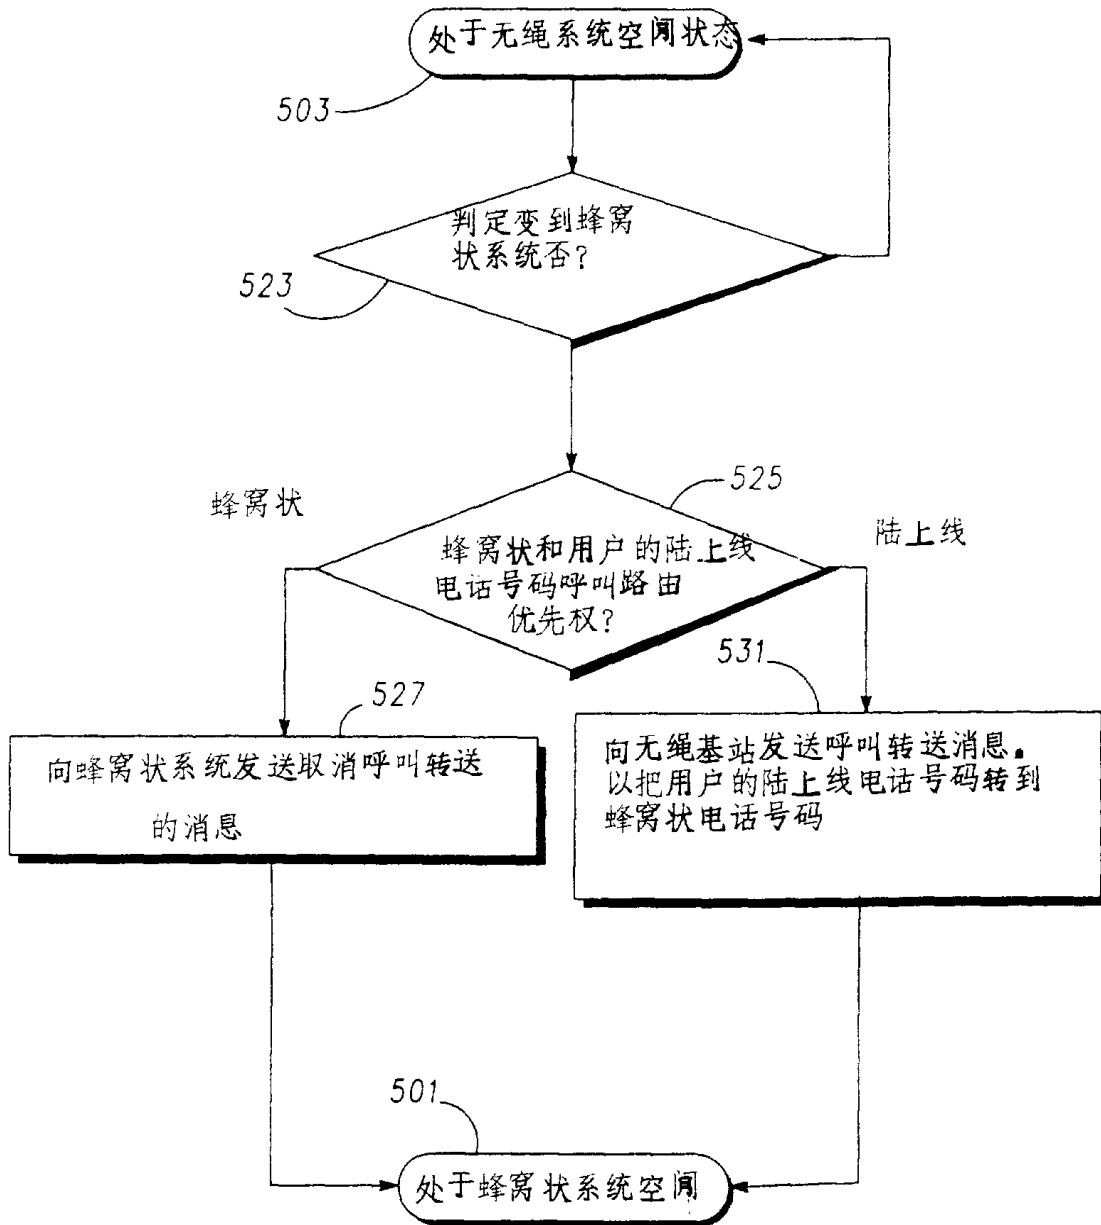 处于无绳系统空闻状态
503
判定变到蜂窝
状系统否?
523
525
蜂窝状
陆上线
蜂窝状和用户的陆上线
电话号码呼叫路由
优先权?
531
527
向蜂窝状系统发送取消呼叫转送
的消息
向无绳基站发送呼叫转送消息。
以把用户的陆上线电话号码转到
蜂窝状电话号码
501
处于蜂窝状系统空闻